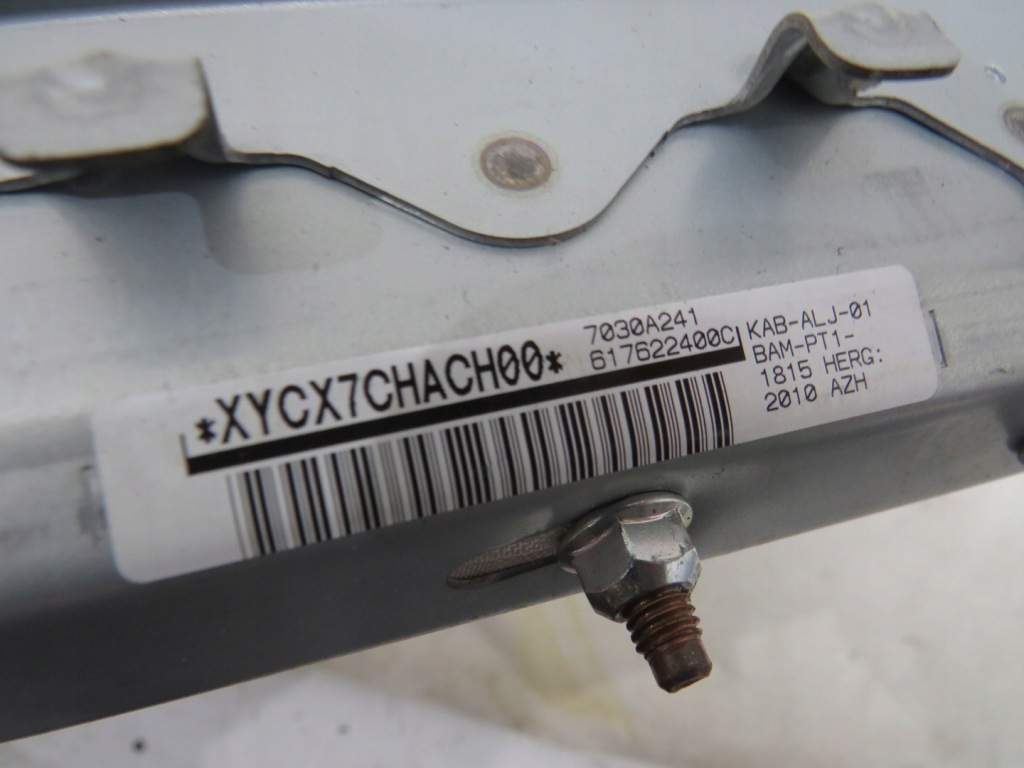 *XYCX7CHACH00*
7030A241
617622400C
KAB-ALJ-01
BAM-PT1-
1815 HERG:
2010 AZH